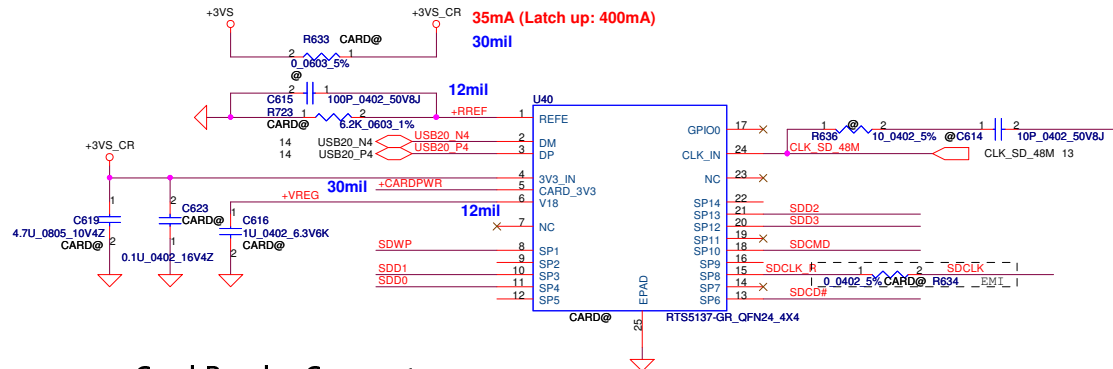 +3VS
+3VS_CR
35mA (Latch up: 400mA)
30mil
R633 CARD@
2 1
0_0603_5%
@
2 1
C615 100P_0402_50V8J
12mil
R723 1 2 +RREF
CARD@ 6.2K_0603_1%
U40
1 REFE
14 USB20_N4 USB20_N4 2 DM
14 USB20_P4 USB20_P4 3 DP
+3VS_CR
4 3V3_IN
30mil +CARDPWR 5 CARD_3V3
+VREG 6 V18
12mil
7 NC
1 2 1
C619 C623 C616
4.7U_0805_10V4Z CARD@ 1U_0402_6.3V6K
CARD@ 2 1 2 CARD@
0.1U_0402_16V4Z
SDWP 8 SP1
9 SP2
SDD1 10 SP3
SDD0 11 SP4
12 SP5
EPAD
25
CARD@ RTS5137-GR_QFN24_4X4
GPIO0 17
CLK_IN 24 CLK_SD_48M CLK_SD_48M 13
@
1 2
R636 10_0402_5% @C614 1 2 10P_0402_50V8J
NC 23
SP14 22
SP13 21 SDD2
SP12 20 SDD3
SP11 19
SP10 18 SDCMD
SP9 16
SP8 15 SDCLK_R 1 2 SDCLK
0_0402_5% CARD@ R634 EMI
SP7 14
SP6 13 SDCD#